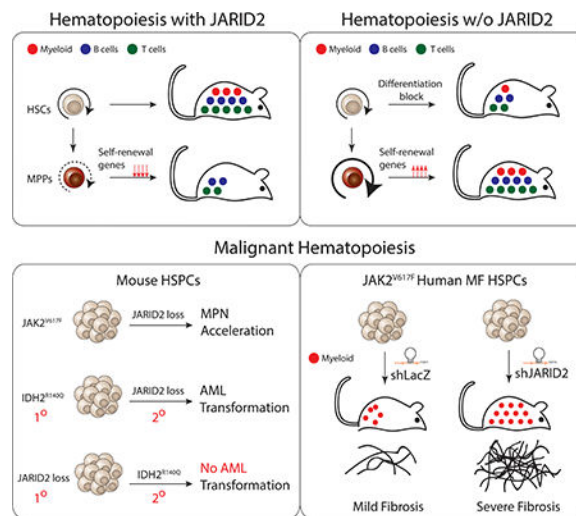 Hematopoiesis with JARID2
Myeloid B cells T cells
HSCs
MPPs
Self-renewal
genes
Hematopoiesis w/o JARID2
Myeloid B cells T cells
Differentiation
block
Self-renewal
genes
Malignant Hematopoiesis
Mouse HSPCs
JAK2V617F
JARID2 loss
MPN
Acceleration
IDH2R140Q
1°
JARID2 loss
2°
AML
Transformation
JARID2 loss
1°
IDH2R140Q
2°
No AML
Transformation
JAK2V617F Human MF HSPCs
Myeloid
shLacZ
shJARID2
Mild Fibrosis
Severe Fibrosis